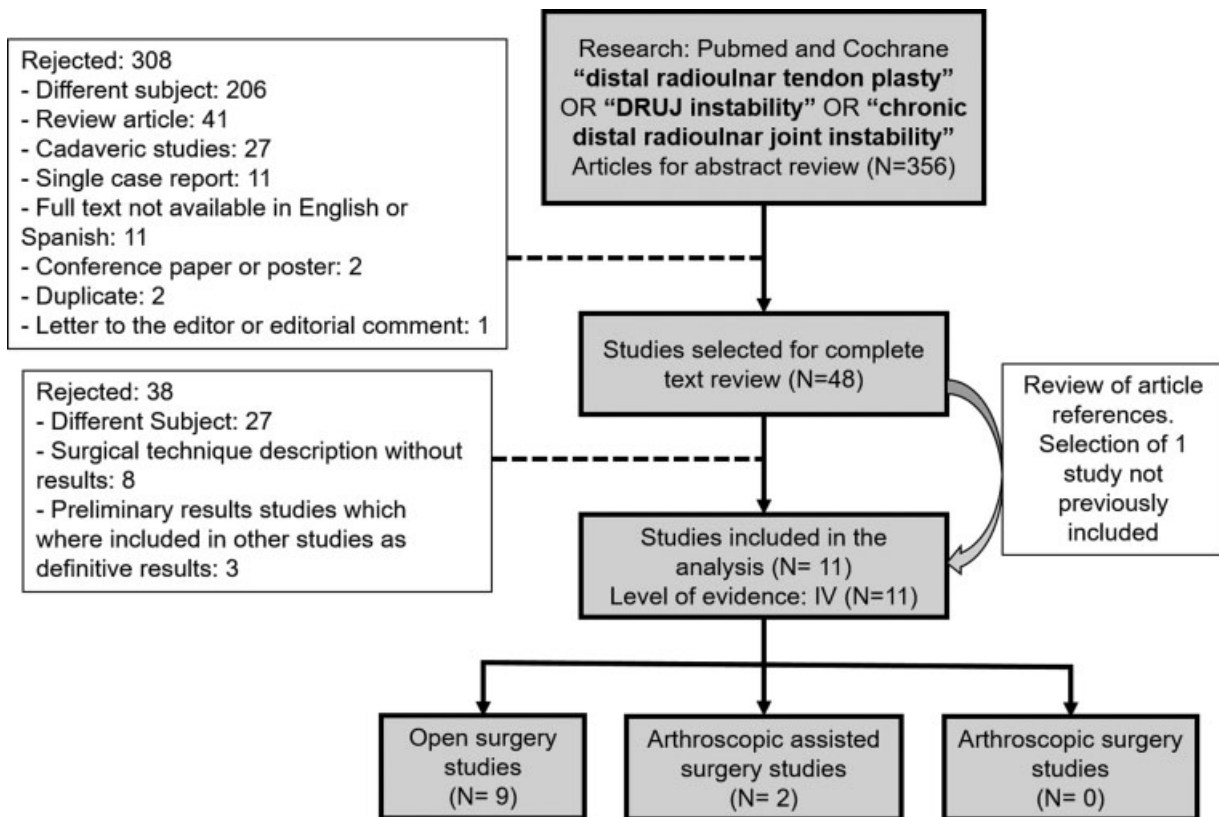 Rejected: 308
- Different subject: 206
- Review article: 41
- Cadaveric studies: 27
- Single case report: 11
- Full text not available in English or
Spanish: 11
- Conference paper or poster: 2
- Duplicate: 2
- Letter to the editor or editorial comment: 1
Research: Pubmed and Cochrane
“distal radioulnar tendon plasty”
OR “DRUJ instability” OR “chronic
distal radioulnar joint instability”
Articles for abstract review (N=356)
Studies selected for complete
text review (N=48)
Rejected: 38
- Different Subject: 27
- Surgical technique description without
results: 8
- Preliminary results studies which
where included in other studies as
definitive results: 3
Review of article
references.
Selection of 1
study not
previously
included
Studies included in the
analysis (N= 11)
Level of evidence: IV (N=11)
Open surgery
studies
(N= 9)
Arthroscopic assisted
surgery studies
(N= 2)
Arthroscopic surgery
studies
(N= 0)